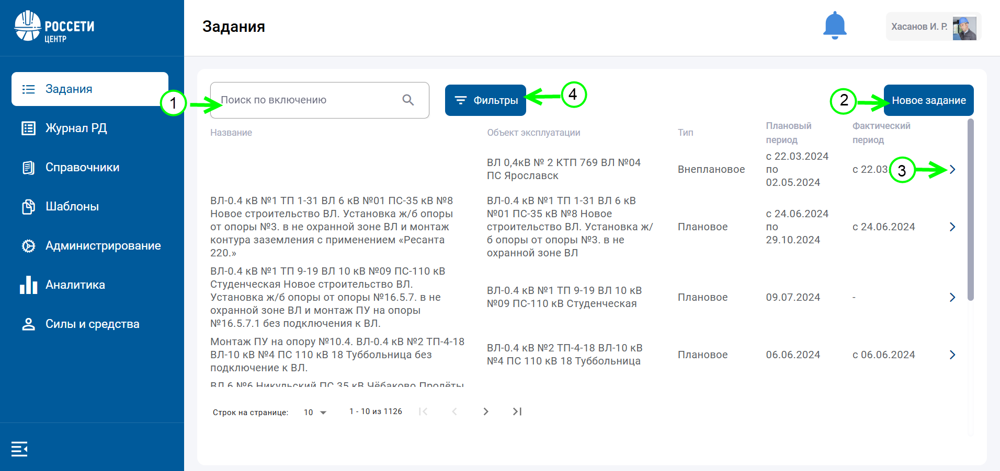 РОССЕТИ
ЦЕНТР
Задания
Хасанов И. Р.
Задания
Журнал РД
Справочники
Шаблоны
Администрирование
Аналитика
Силы и средства
1
Поиск по включению
Фильтры
4
2
Новое задание
Название
Объект эксплуатации
Тип
Плановый
период
Фактический
период
ВЛ 0,4кВ № 2 КТП 769 ВЛ №04
ПС Ярославск
Внеплановое
с 22.03.2024
по
02.05.2024
с 22.03
3
ВЛ-0.4 кВ №1 ТП 1-31 ВЛ 6 кВ №01 ПС-35 кВ №8
Новое строительство ВЛ. Установка ж/б опоры
от опоры №3. в не охранной зоне ВЛ и монтаж
контура заземления с применением «Ресанта
220.»
ВЛ-0.4 кВ №1 ТП 1-31 ВЛ 6 кВ
№01 ПС-35 кВ №8 Новое
строительство ВЛ. Установка ж/
б опоры от опоры №3. в не
охранной зоне ВЛ
Плановое
с 24.06.2024
по
29.10.2024
с 24.06.2024
ВЛ-0.4 кВ №1 ТП 9-19 ВЛ 10 кВ №09 ПС-110 кВ
Студенческая Новое строительство ВЛ.
Установка ж/б опоры от опоры №16.5.7. в не
охранной зоне ВЛ и монтаж ПУ на опоры
№16.5.7.1 без подключения к ВЛ.
ВЛ-0.4 кВ №1 ТП 9-19 ВЛ 10 кВ
№09 ПС-110 кВ Студенческая
Плановое
09.07.2024
-
Монтаж ПУ на опору №10.4. ВЛ-0.4 кВ №2 ТП-4-18
ВЛ-10 кВ №4 ПС 110 кВ 18 Туббольница без
подключение к ВЛ.
ВЛ-0.4 кВ №2 ТП-4-18 ВЛ-10 кВ
№4 ПС 110 кВ 18 Туббольница
Плановое
06.06.2024
с 06.06.2024
ВЛ 6 №6 Никульский ПС 35 кВ Чёбаково Пролёты
Строк на странице:
10
1 - 10 из 1126